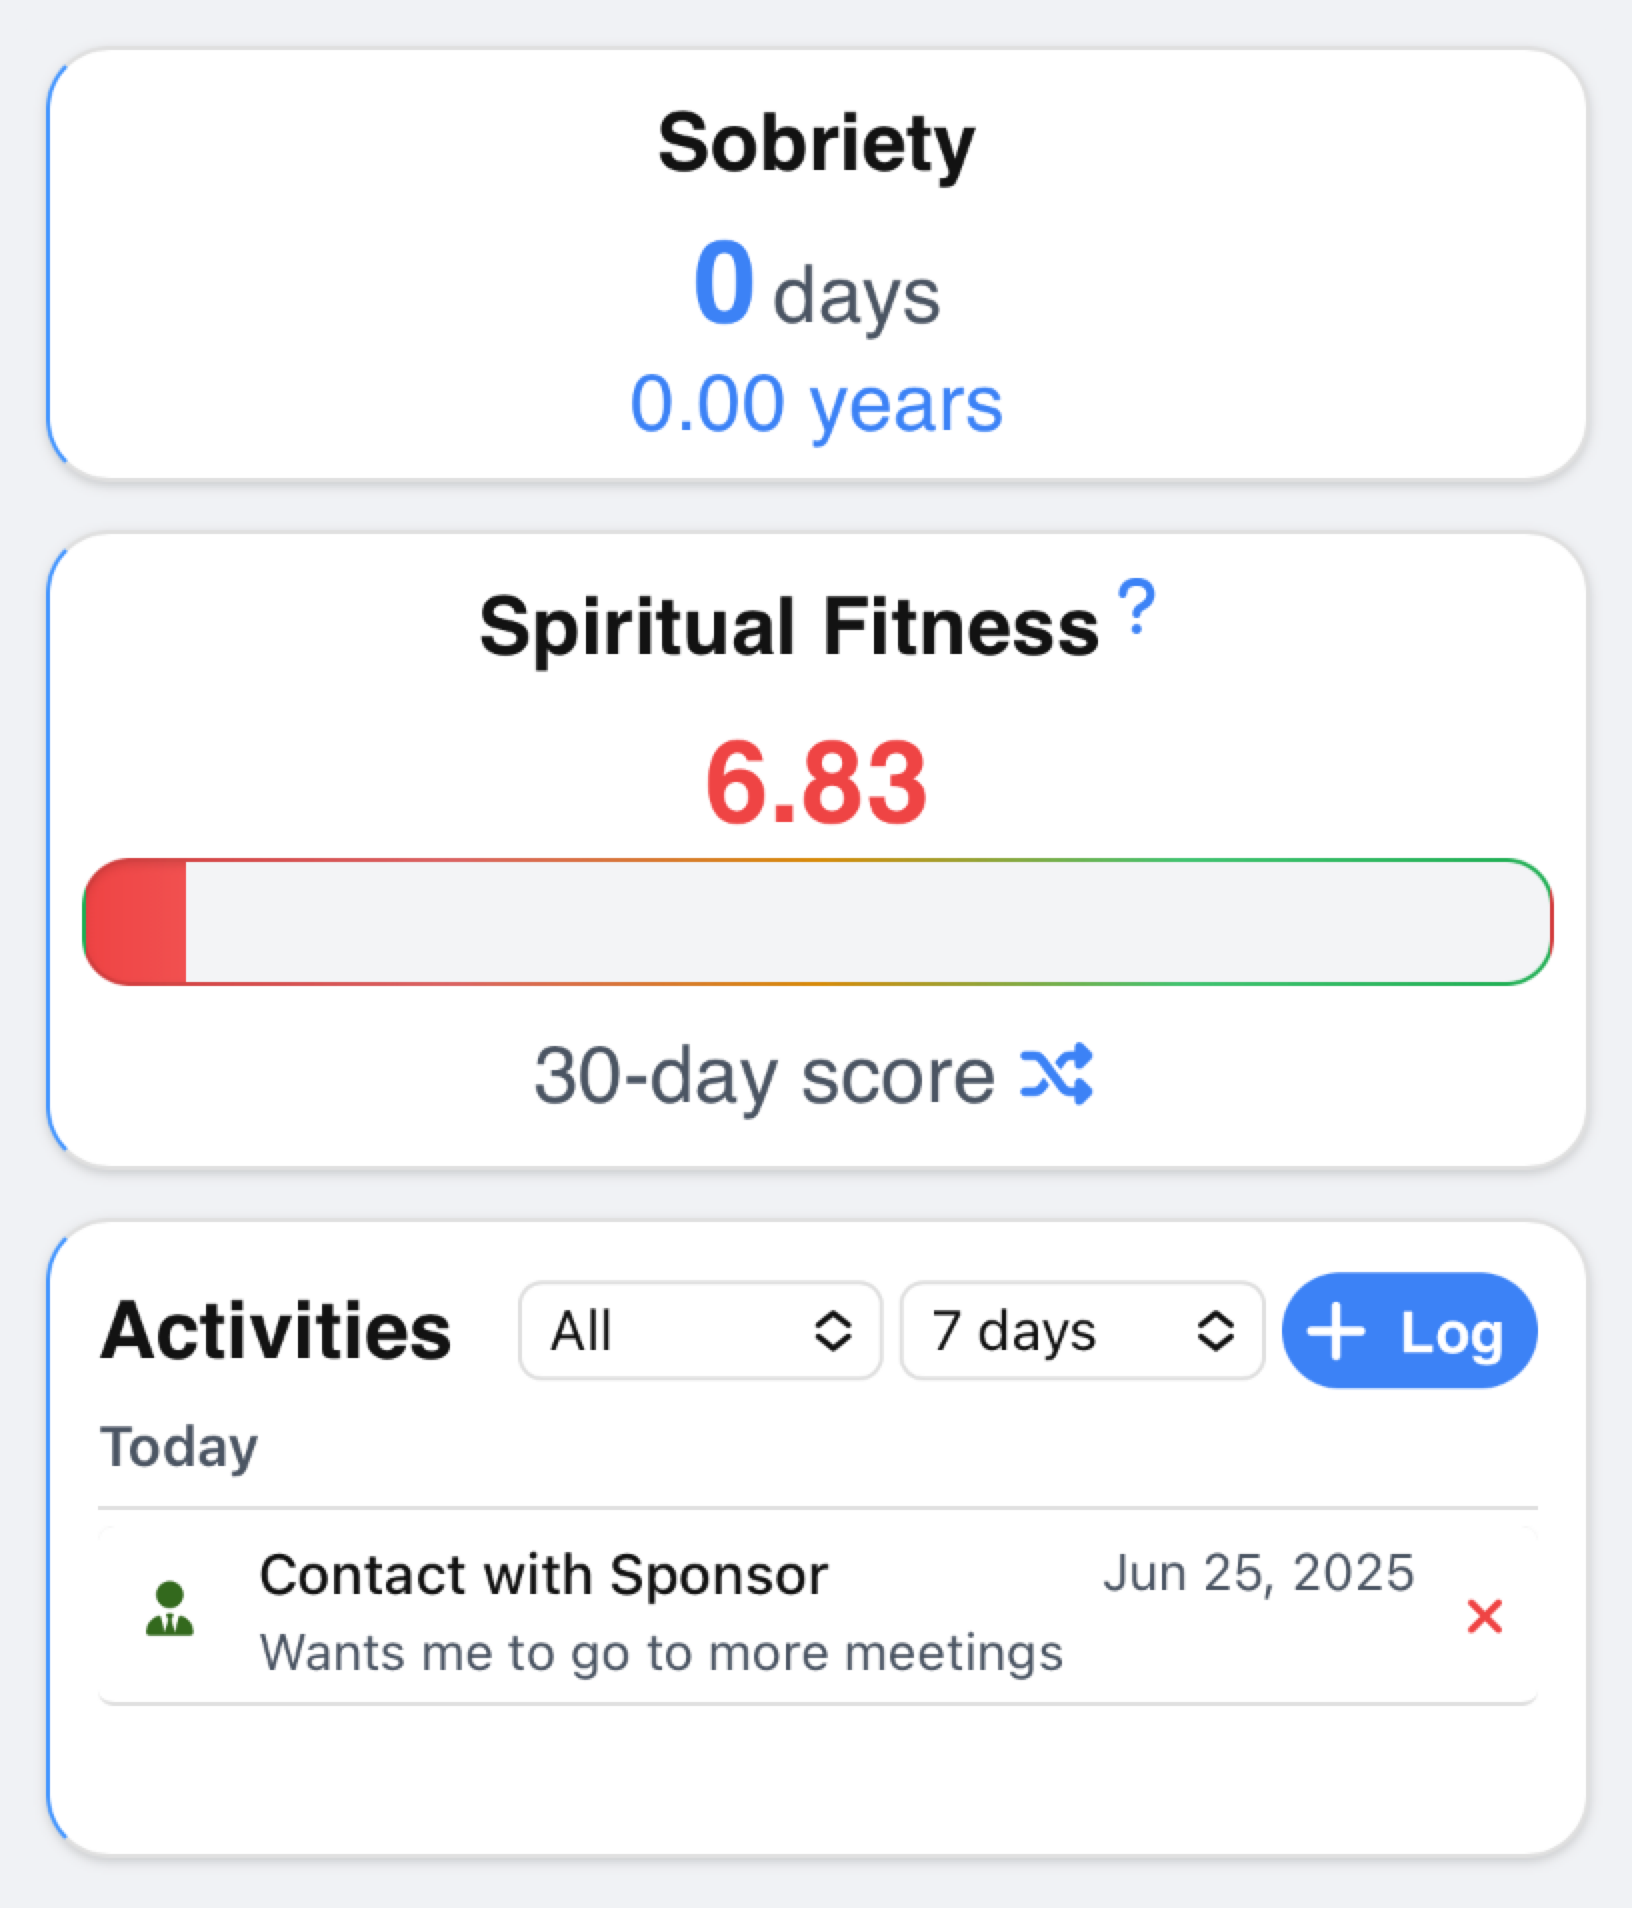 Sobriety
0 days
0.00 years
Spiritual Fitness ?
6.83
30-day score
Activities All 7 days + Log
Today
Contact with Sponsor Jun 25, 2025
Wants me to go to more meetings